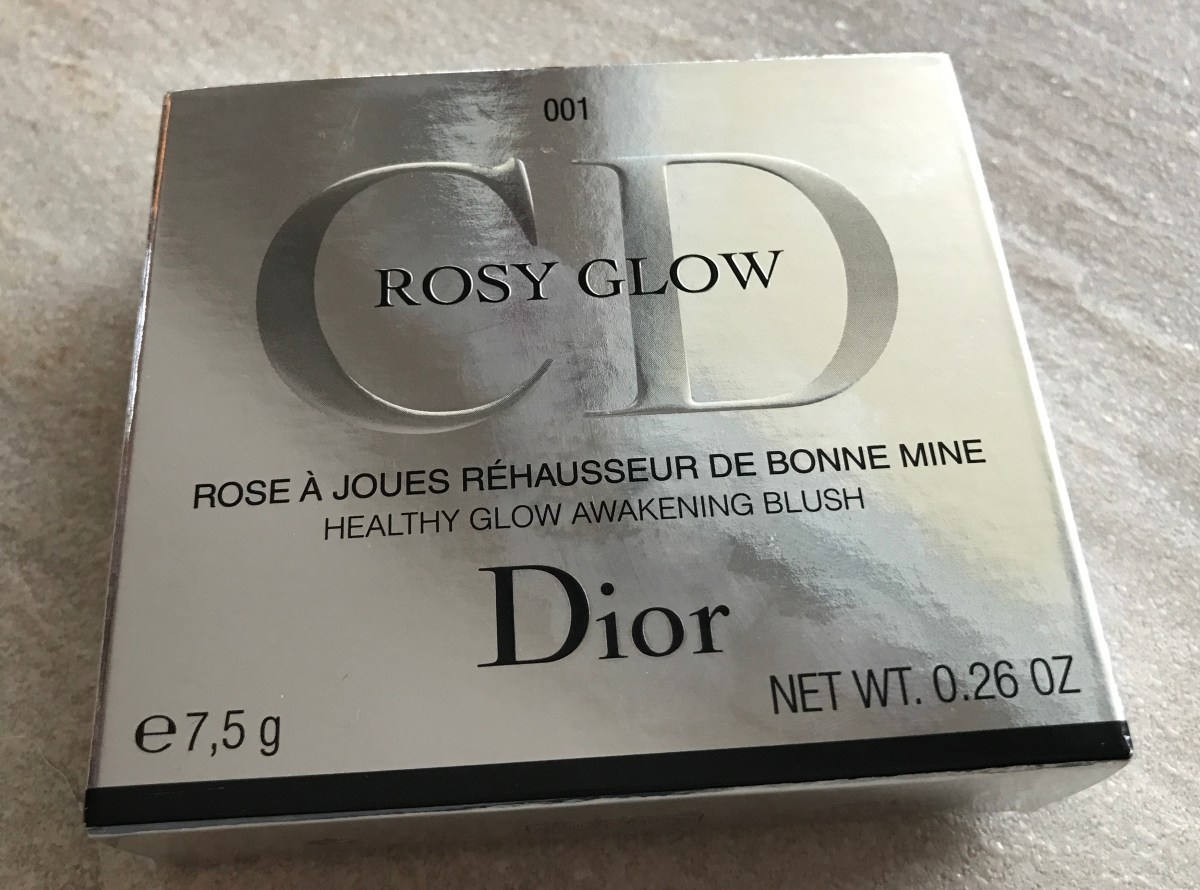 001
CD
ROSY GLOW
ROSE À JOUES RÉHAUSSEUR DE BONNE MINE
HEALTHY GLOW AWAKENING BLUSH
Dior
NET WT. 0.26 OZ
℮7,5 g